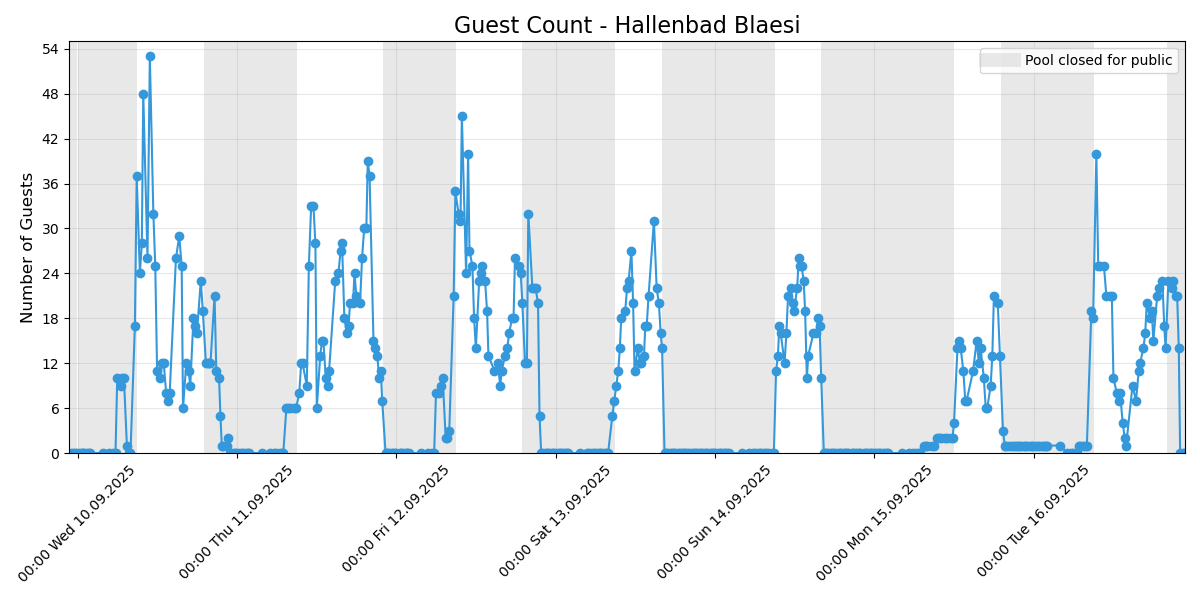 Guest Count - Hallenbad Blaesi
Pool closed for public
Number of Guests
54
48
42
36
30
24
18
12
6
0
00:00 Wed 10.09.2025
00:00 Thu 11.09.2025
00:00 Fri 12.09.2025
00:00 Sat 13.09.2025
00:00 Sun 14.09.2025
00:00 Mon 15.09.2025
00:00 Tue 16.09.2025